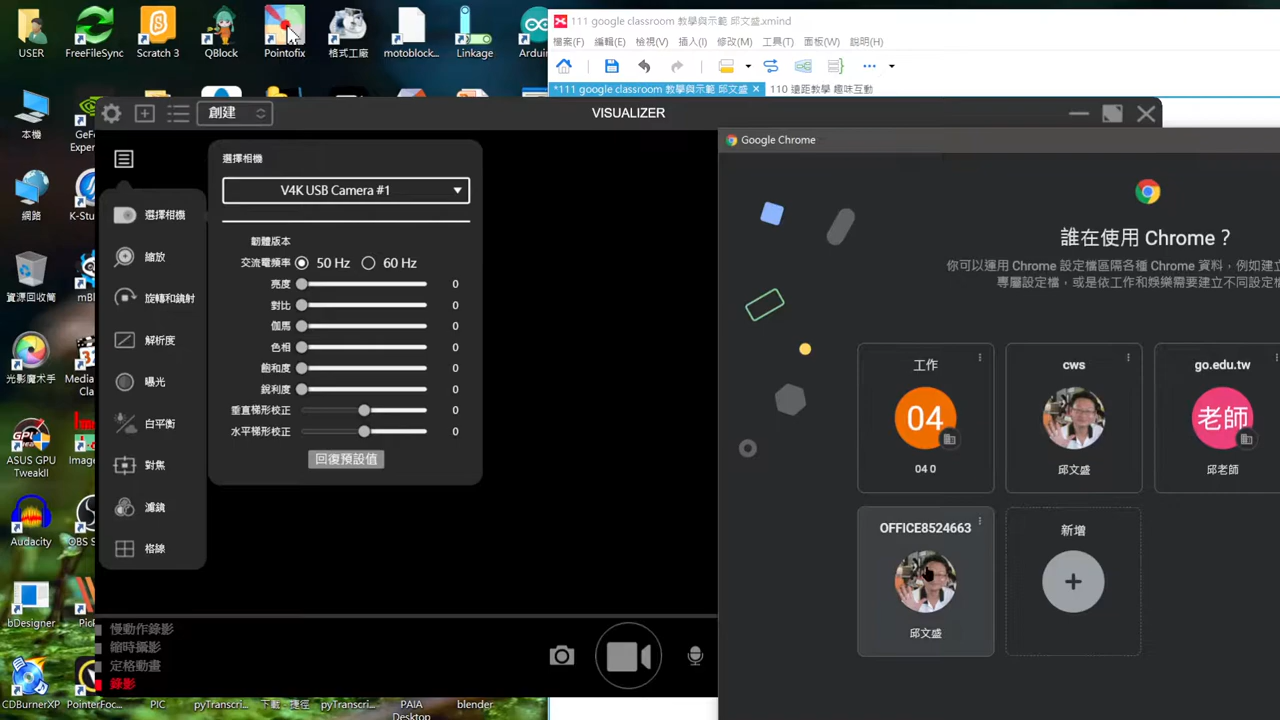 USER
FreeFileSync
Scratch 3
QBlock
Pointofix
格式工廠
motoblock...
Linkage
111 google classroom 教學與示範 邱文盛.xmind
檔案(F) 編輯(E) 檢視(V) 插入(I) 修改(M) 工具(T) 面板(W) 說明(H)
*111 google classroom 教學與示範 邱文盛
110 遠距教學 趣味互動
本機
網路
K-Stu
資源回收筒
光影魔术手
ASUS GPU
TweakII
Audacity
bDesigner
CDBurnerXP
PointerFoc...
PIC
pyTranscri...
下載 - 捷徑
pyTranscri...
PAIA
Desktop
blender
創建
VISUALIZER
選擇相機
縮放
旋轉和鏡射
解析度
曝光
白平衡
對焦
濾鏡
格線
選擇相機
V4K USB Camera #1
韌體版本
交流電頻率 50 Hz 60 Hz
亮度 0
對比 0
伽馬 0
色相 0
飽和度 0
銳利度 0
垂直梯形校正 0
水平梯形校正 0
回復預設值
慢動作錄影
縮時攝影
定格動畫
錄影
Google Chrome
誰在使用 Chrome？
你可以運用 Chrome 設定檔區隔各種 Chrome 資料，例如建立
專屬設定檔，或是依工作和娛樂需要建立不同設定檔
工作
04
04 0
cws
邱文盛
go.edu.tw
老師
邱老師
OFFICE8524663
邱文盛
新增